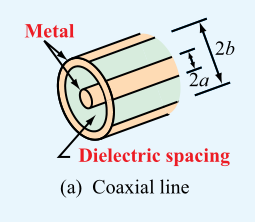 Metal
2b
2a
Dielectric spacing
(a) Coaxial line